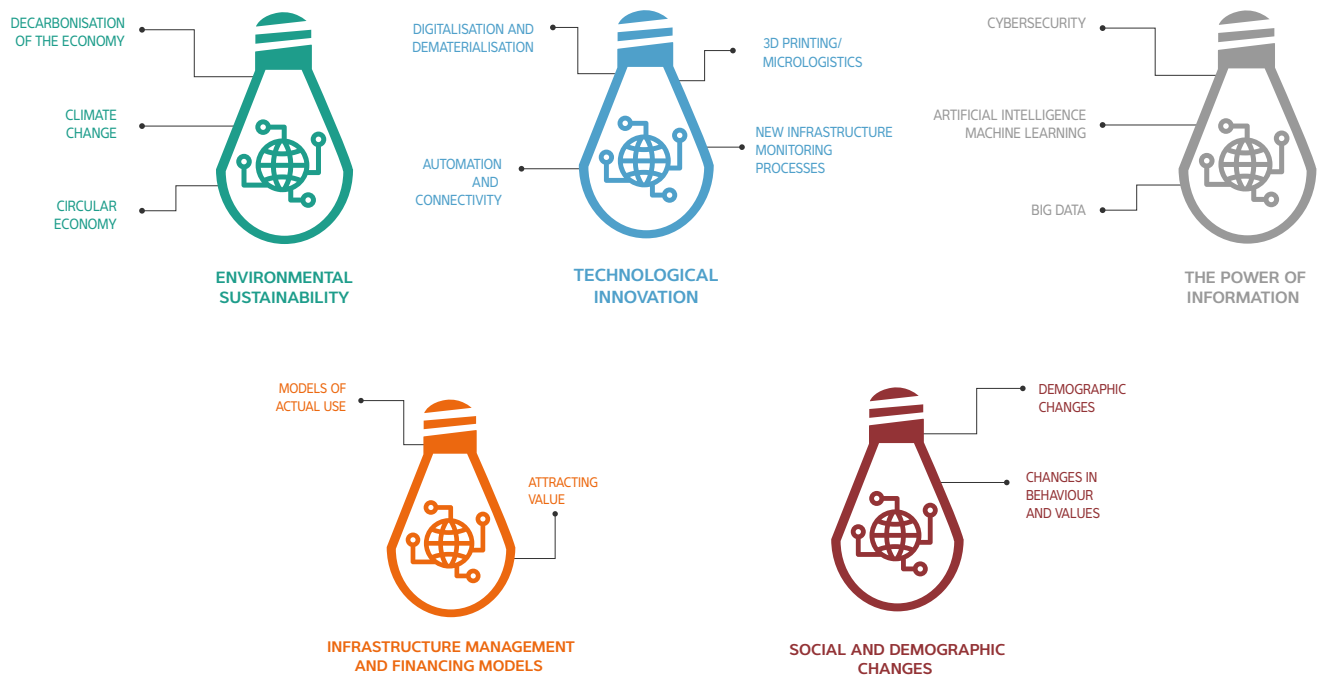 DECARBONISATION
OF THE ECONOMY
CLIMATE
CHANGE
CIRCULAR
ECONOMY
ENVIRONMENTAL
SUSTAINABILITY
DIGITALISATION AND
DEMATERIALISATION
AUTOMATION
AND
CONNECTIVITY
3D PRINTING/
MICROLOGISTICS
NEW INFRASTRUCTURE
MONITORING
PROCESSES
TECHNOLOGICAL
INNOVATION
CYBERSECURITY
ARTIFICIAL INTELLIGENCE
MACHINE LEARNING
BIG DATA
THE POWER OF
INFORMATION
MODELS OF
ACTUAL USE
ATTRACTING
VALUE
INFRASTRUCTURE MANAGEMENT
AND FINANCING MODELS
DEMOGRAPHIC
CHANGES
CHANGES IN
BEHAVIOUR
AND VALUES
SOCIAL AND DEMOGRAPHIC
CHANGES